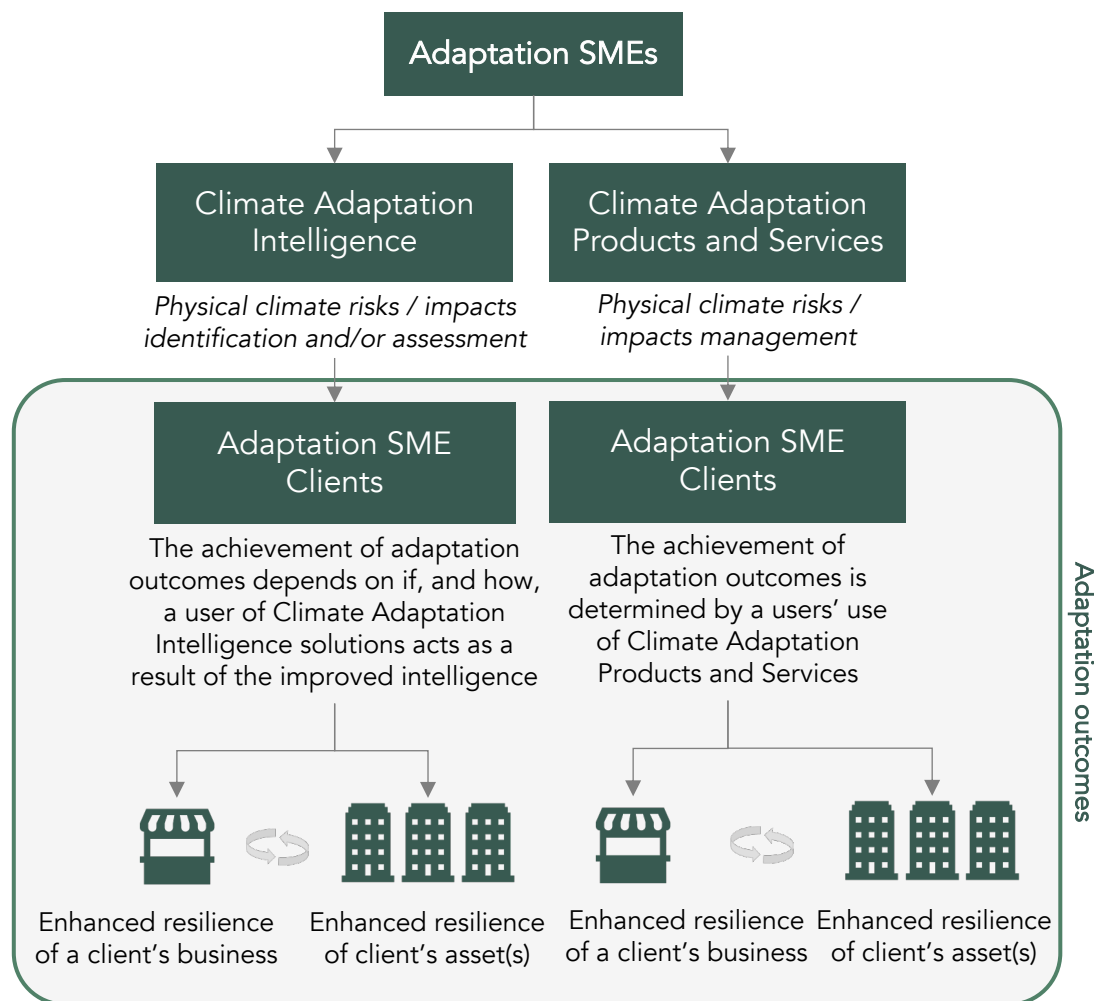 Adaptation SMEs
Climate Adaptation
Intelligence
Climate Adaptation
Products and Services
Physical climate risks / impacts
identification and/or assessment
Physical climate risks /
impacts management
Adaptation SME
Clients
Adaptation SME
Clients
The achievement of adaptation
outcomes depends on if, and how,
a user of Climate Adaptation
Intelligence solutions acts as a
result of the improved intelligence
The achievement of
adaptation outcomes is
determined by a users’ use
of Climate Adaptation
Products and Services
Enhanced resilience
of a client’s business
Enhanced resilience
of client’s asset(s)
Enhanced resilience
of a client’s business
Enhanced resilience
of client’s asset(s)
Adaptation outcomes